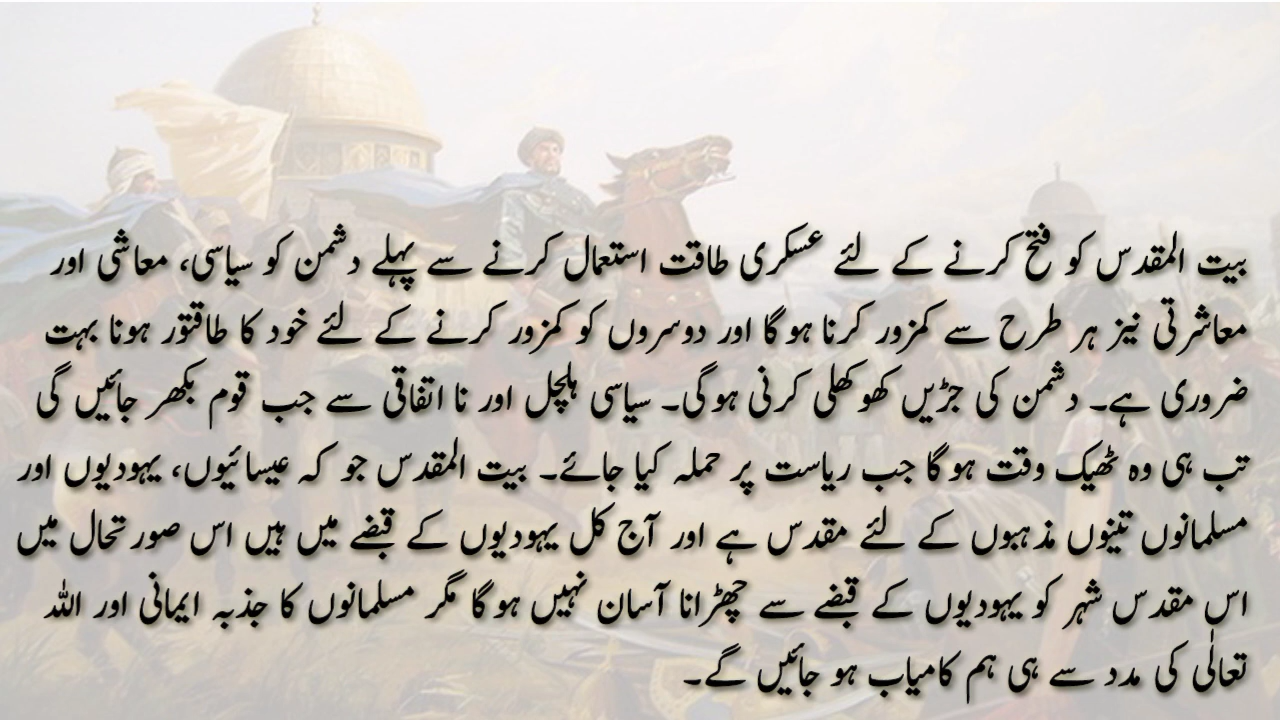 بیت المقدس کو فتح کرنے کے لئے عسکری طاقت استعمال کرنے سے پہلے دشمن کو سیاسی، معاشی اور
معاشرتی نیز ہر طرح سے کمزور کرنا ہو گا اور دوسروں کو کمزور کرنے کے لئے خود کا طاقتور ہونا بہت
ضروری ہے۔ دشمن کی جڑیں کھوکھلی کرنی ہوگی۔ سیاسی ہلچل اور نا اتفاقی سے جب قوم بکھر جائیں گی
تب ہی وہ ٹھیک وقت ہو گا جب ریاست پر حملہ کیا جائے۔ بیت المقدس جو کہ عیسائیوں، یہودیوں اور
مسلمانوں تینوں مذہبوں کے لئے مقدس ہے اور آج کل یہودیوں کے قبضے میں ہیں اس صورتحال میں
اس مقدس شہر کو یہودیوں کے قبضے سے چھڑانا آسان نہیں ہو گا مگر مسلمانوں کا جذبہ ایمانی اور اللہ
تعالٰی کی مدد سے ہی ہم کامیاب ہو جائیں گے۔